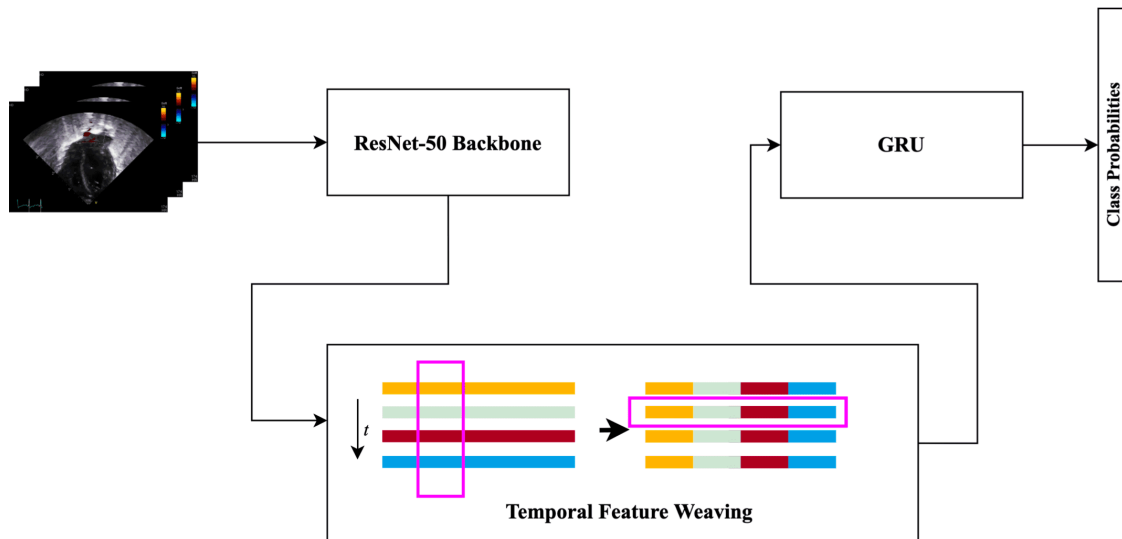 ResNet-50 Backbone
GRU
Class Probabilities
t
Temporal Feature Weaving